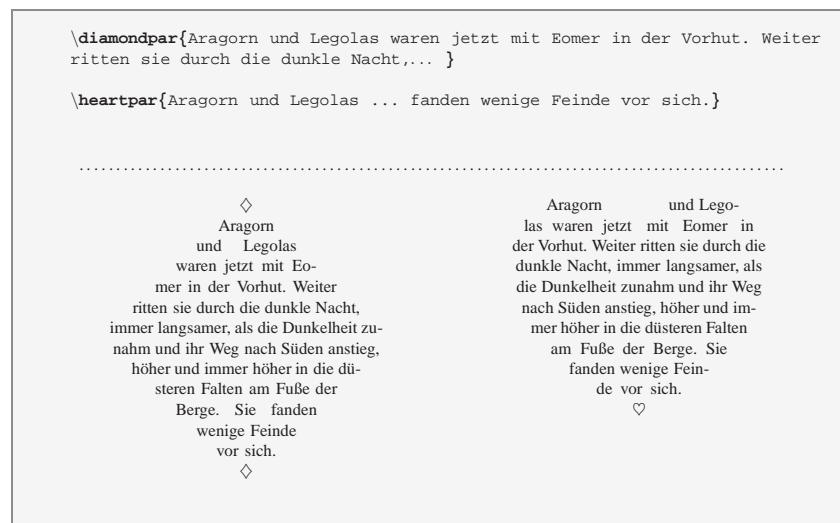 \diamondpar{Aragorn und Legolas waren jetzt mit Eomer in der Vorhut. Weiter
ritten sie durch die dunkle Nacht,... }
\heartpar{Aragorn und Legolas ... fanden wenige Feinde vor sich.}
♢
Aragorn
und Legolas
waren jetzt mit Eo-
mer in der Vorhut. Weiter
ritten sie durch die dunkle Nacht,
immer langsamer, als die Dunkelheit zu-
nahm und ihr Weg nach Süden anstieg,
höher und immer höher in die dü-
steren Falten am Fuße der
Berge. Sie fanden
wenige Feinde
vor sich.
♢
Aragorn und Lego-
las waren jetzt mit Eomer in
der Vorhut. Weiter ritten sie durch die
dunkle Nacht, immer langsamer, als
die Dunkelheit zunahm und ihr Weg
nach Süden anstieg, höher und im-
mer höher in die düsteren Falten
am Fuße der Berge. Sie
fanden wenige Fein-
de vor sich.
♡